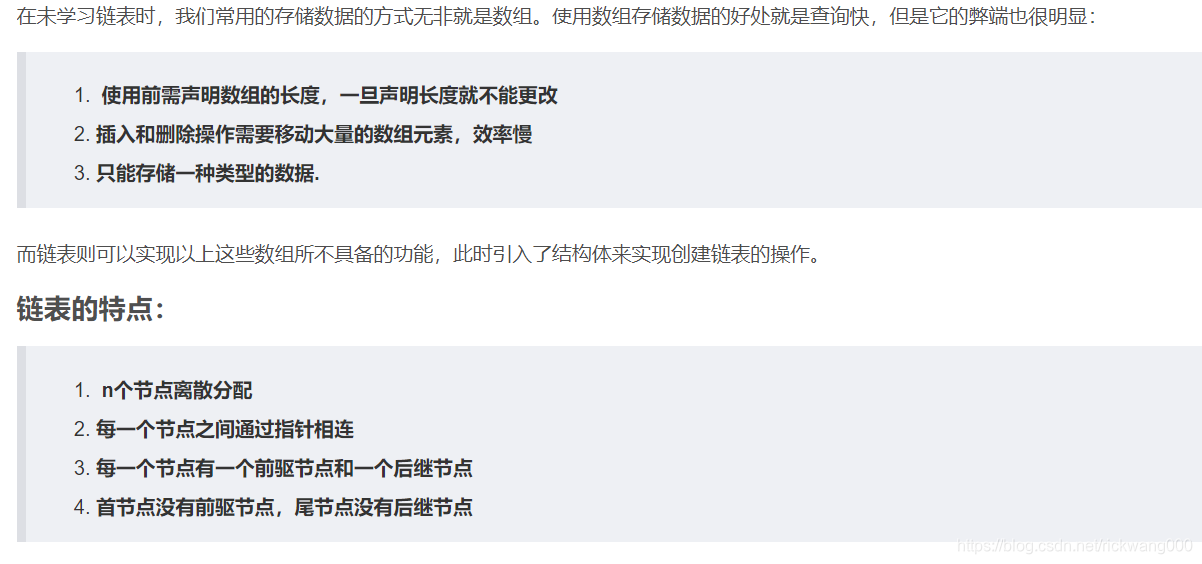 在未学习链表时，我们常用的存储数据的方式无非就是数组。使用数组存储数据的好处就是查询快，但是它的弊端也很明显：
1. 使用前需声明数组的长度，一旦声明长度就不能更改
2. 插入和删除操作需要移动大量的数组元素，效率慢
3. 只能存储一种类型的数据.
而链表则可以实现以上这些数组所不具备的功能，此时引入了结构体来实现创建链表的操作。
链表的特点：
1. n个节点离散分配
2. 每一个节点之间通过指针相连
3. 每一个节点有一个前驱节点和一个后继节点
4. 首节点没有前驱节点，尾节点没有后继节点
https://blog.csdn.net/rickwang000